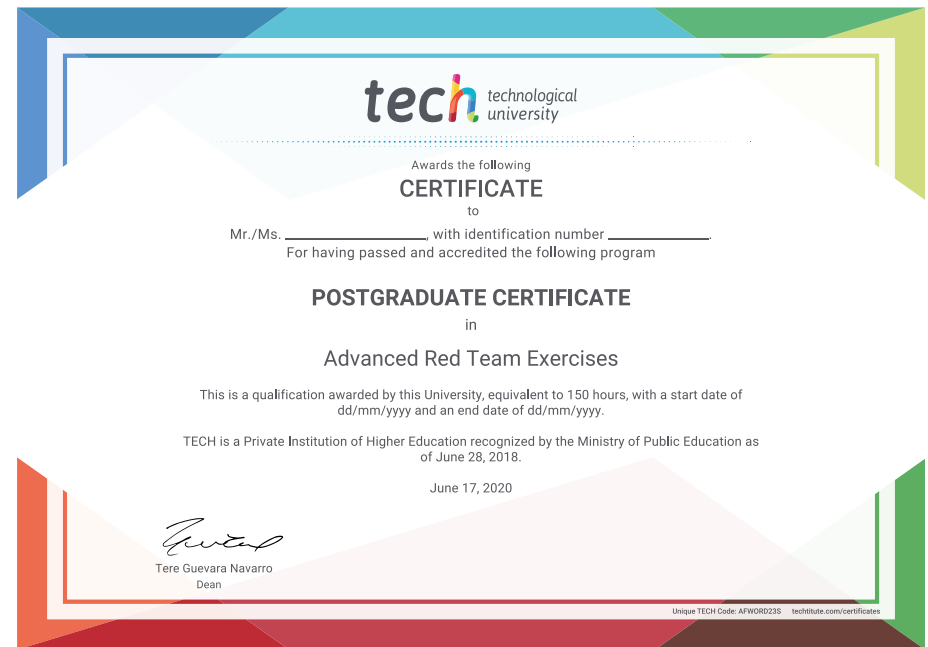 tech technological
university
Awards the following
CERTIFICATE
to
Mr./Ms. ____________________, with identification number ______________.
For having passed and accredited the following program
POSTGRADUATE CERTIFICATE
in
Advanced Red Team Exercises
This is a qualification awarded by this University, equivalent to 150 hours, with a start date of
dd/mm/yyyy and an end date of dd/mm/yyyy.
TECH is a Private Institution of Higher Education recognized by the Ministry of Public Education as
of June 28, 2018.
June 17, 2020
Tere Guevara Navarro
Dean
Unique TECH Code: AFWORD23S techtitute.com/certificates